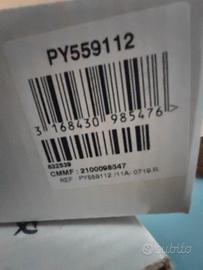 PY559112
3 168430 985476
632539
CMMF : 2100098547
REF : PY559112 /11A- 0719 R
subito